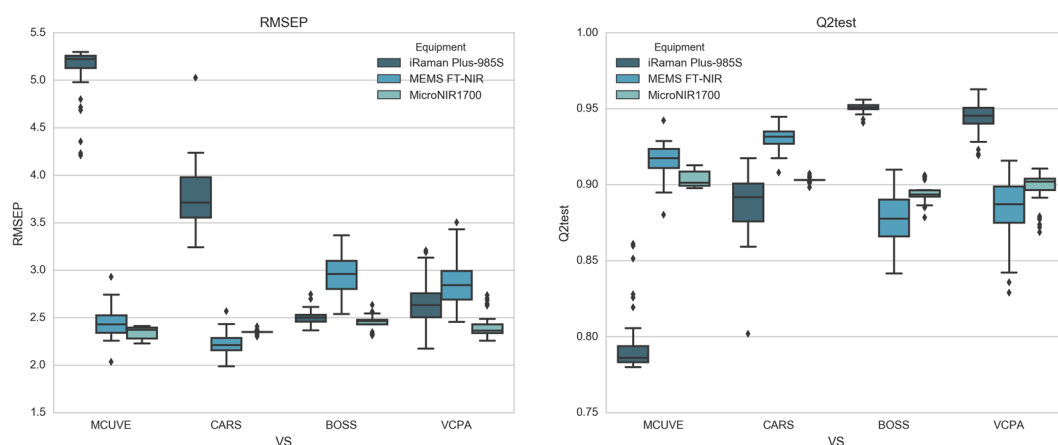 RMSEP
5.5
5.0
4.5
4.0
3.5
3.0
2.5
2.0
1.5
RMSEP
Equipment
iRaman Plus-985S
MEMS FT-NIR
MicroNIR1700
MCUVE CARS BOSS VCPA
VS
Q2test
1.00
0.95
0.90
0.85
0.80
0.75
Q2test
Equipment
iRaman Plus-985S
MEMS FT-NIR
MicroNIR1700
MCUVE CARS BOSS VCPA
VS